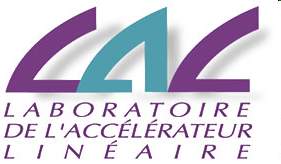 LAL
LABORATOIRE
DE L'ACCÉLÉRATEUR
LINÉAIRE